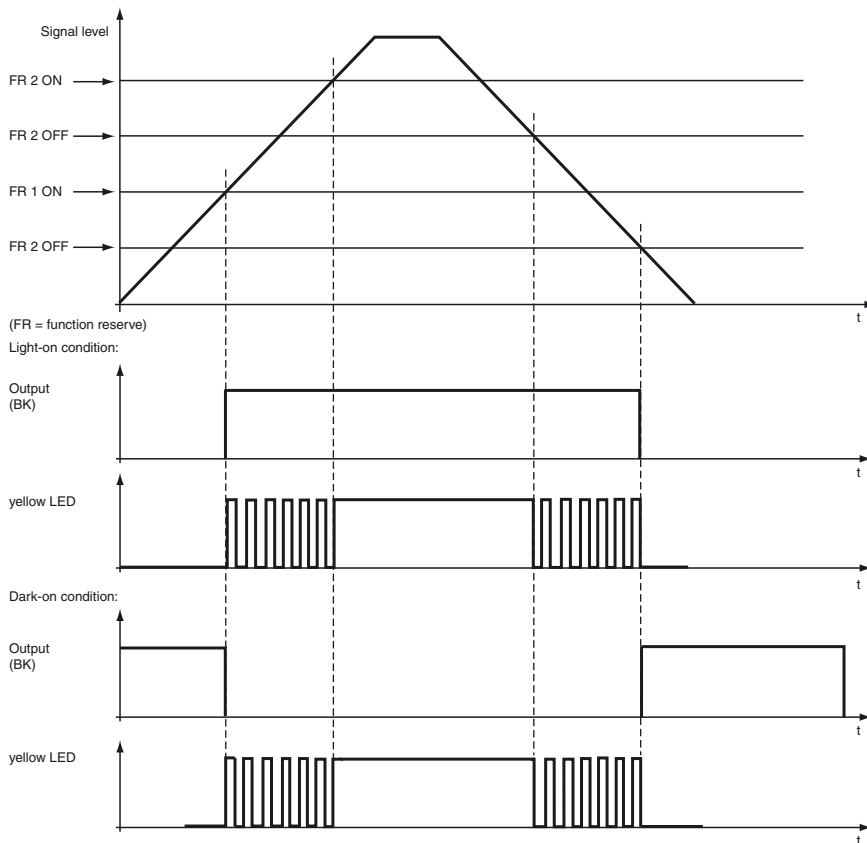 Signal level
FR 2 ON
FR 2 OFF
FR 1 ON
FR 2 OFF
t
(FR = function reserve)
Light-on condition:
Output
(BK)
t
yellow LED
t
Dark-on condition:
Output
(BK)
t
yellow LED
t